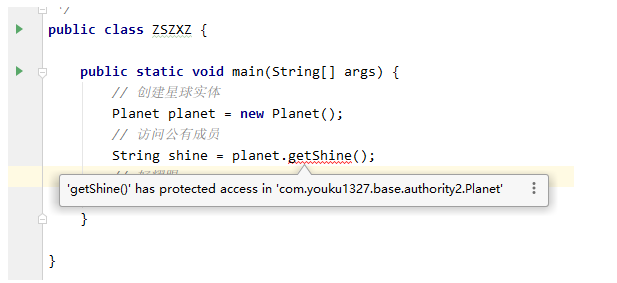 */
public class ZSZXZ {
public static void main(String[] args) {
// 创建星球实体
Planet planet = new Planet();
// 访问公有成员
String shine = planet.getShine();
'getShine()' has protected access in 'com.youku1327.base.authority2.Planet'
}
}